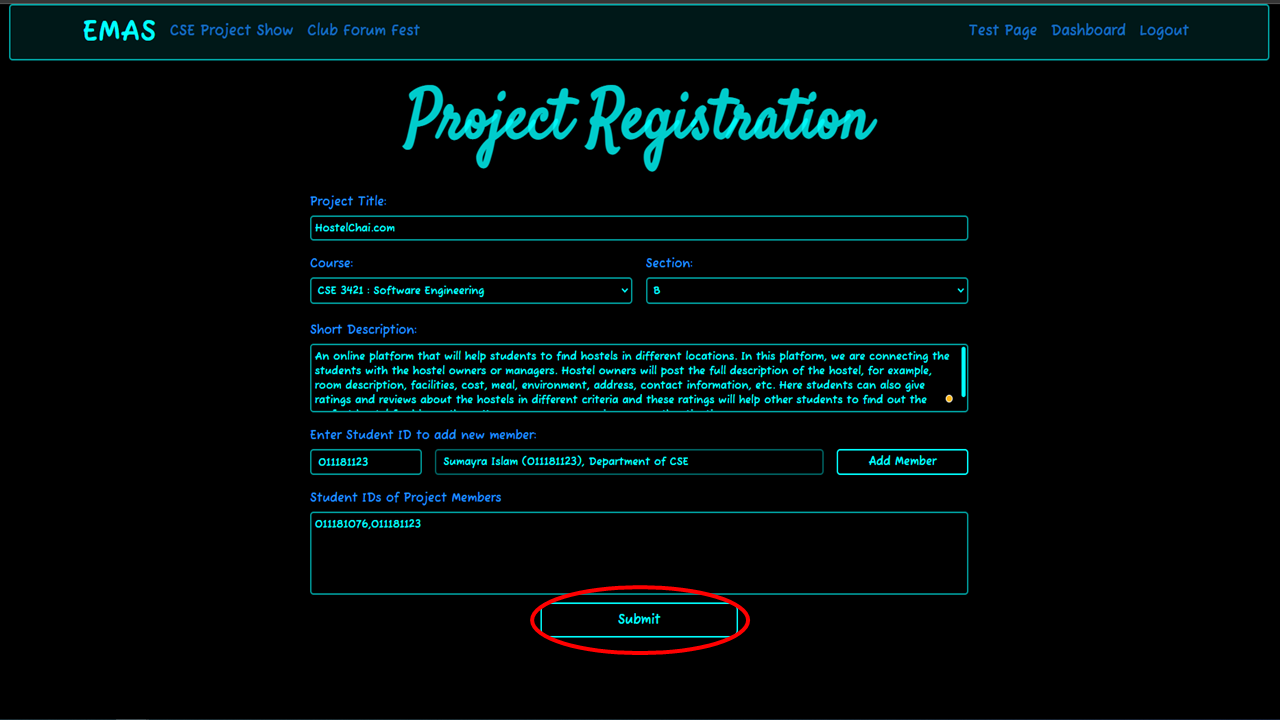 EMAS CSE Project Show Club Forum Fest Test Page Dashboard Logout
Project Registration
Project Title:
HostelChai.com
Course: Section:
CSE 3421 : Software Engineering B
Short Description:
An online platform that will help students to find hostels in different locations. In this platform, we are connecting the
students with the hostel owners or managers. Hostel owners will post the full description of the hostel, for example,
room description, facilities, cost, meal, environment, address, contact information, etc. Here students can also give
ratings and reviews about the hostels in different criteria and these ratings will help other students to find out the
Enter Student ID to add new member:
011181123 Sumayra Islam (011181123), Department of CSE Add Member
Student IDs of Project Members
011181076,011181123
Submit